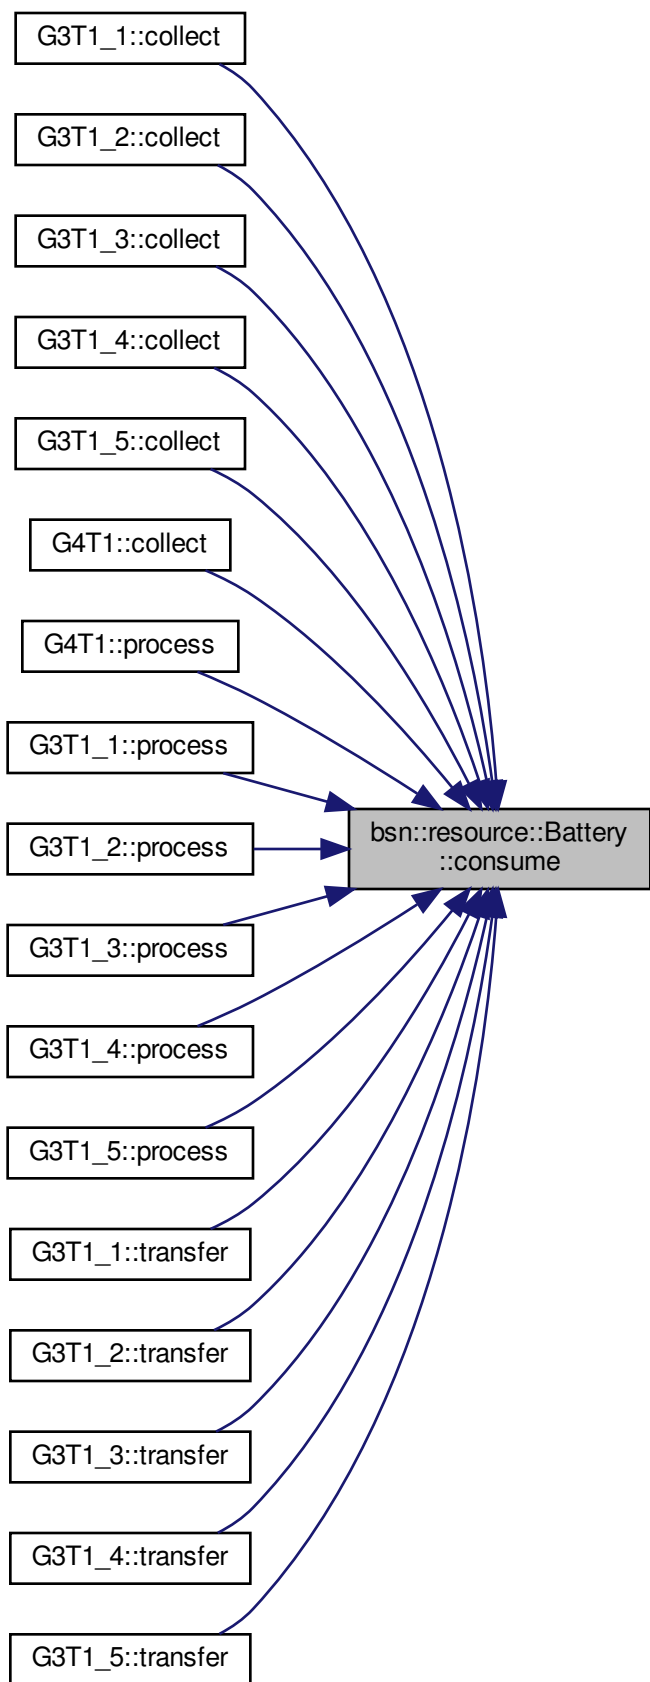 G3T1_1::collect
G3T1_2::collect
G3T1_3::collect
G3T1_4::collect
G3T1_5::collect
G4T1::collect
G4T1::process
G3T1_1::process
bsn::resource::Battery
::consume
G3T1_2::process
G3T1_3::process
G3T1_4::process
G3T1_5::process
G3T1_1::transfer
G3T1_2::transfer
G3T1_3::transfer
G3T1_4::transfer
G3T1_5::transfer